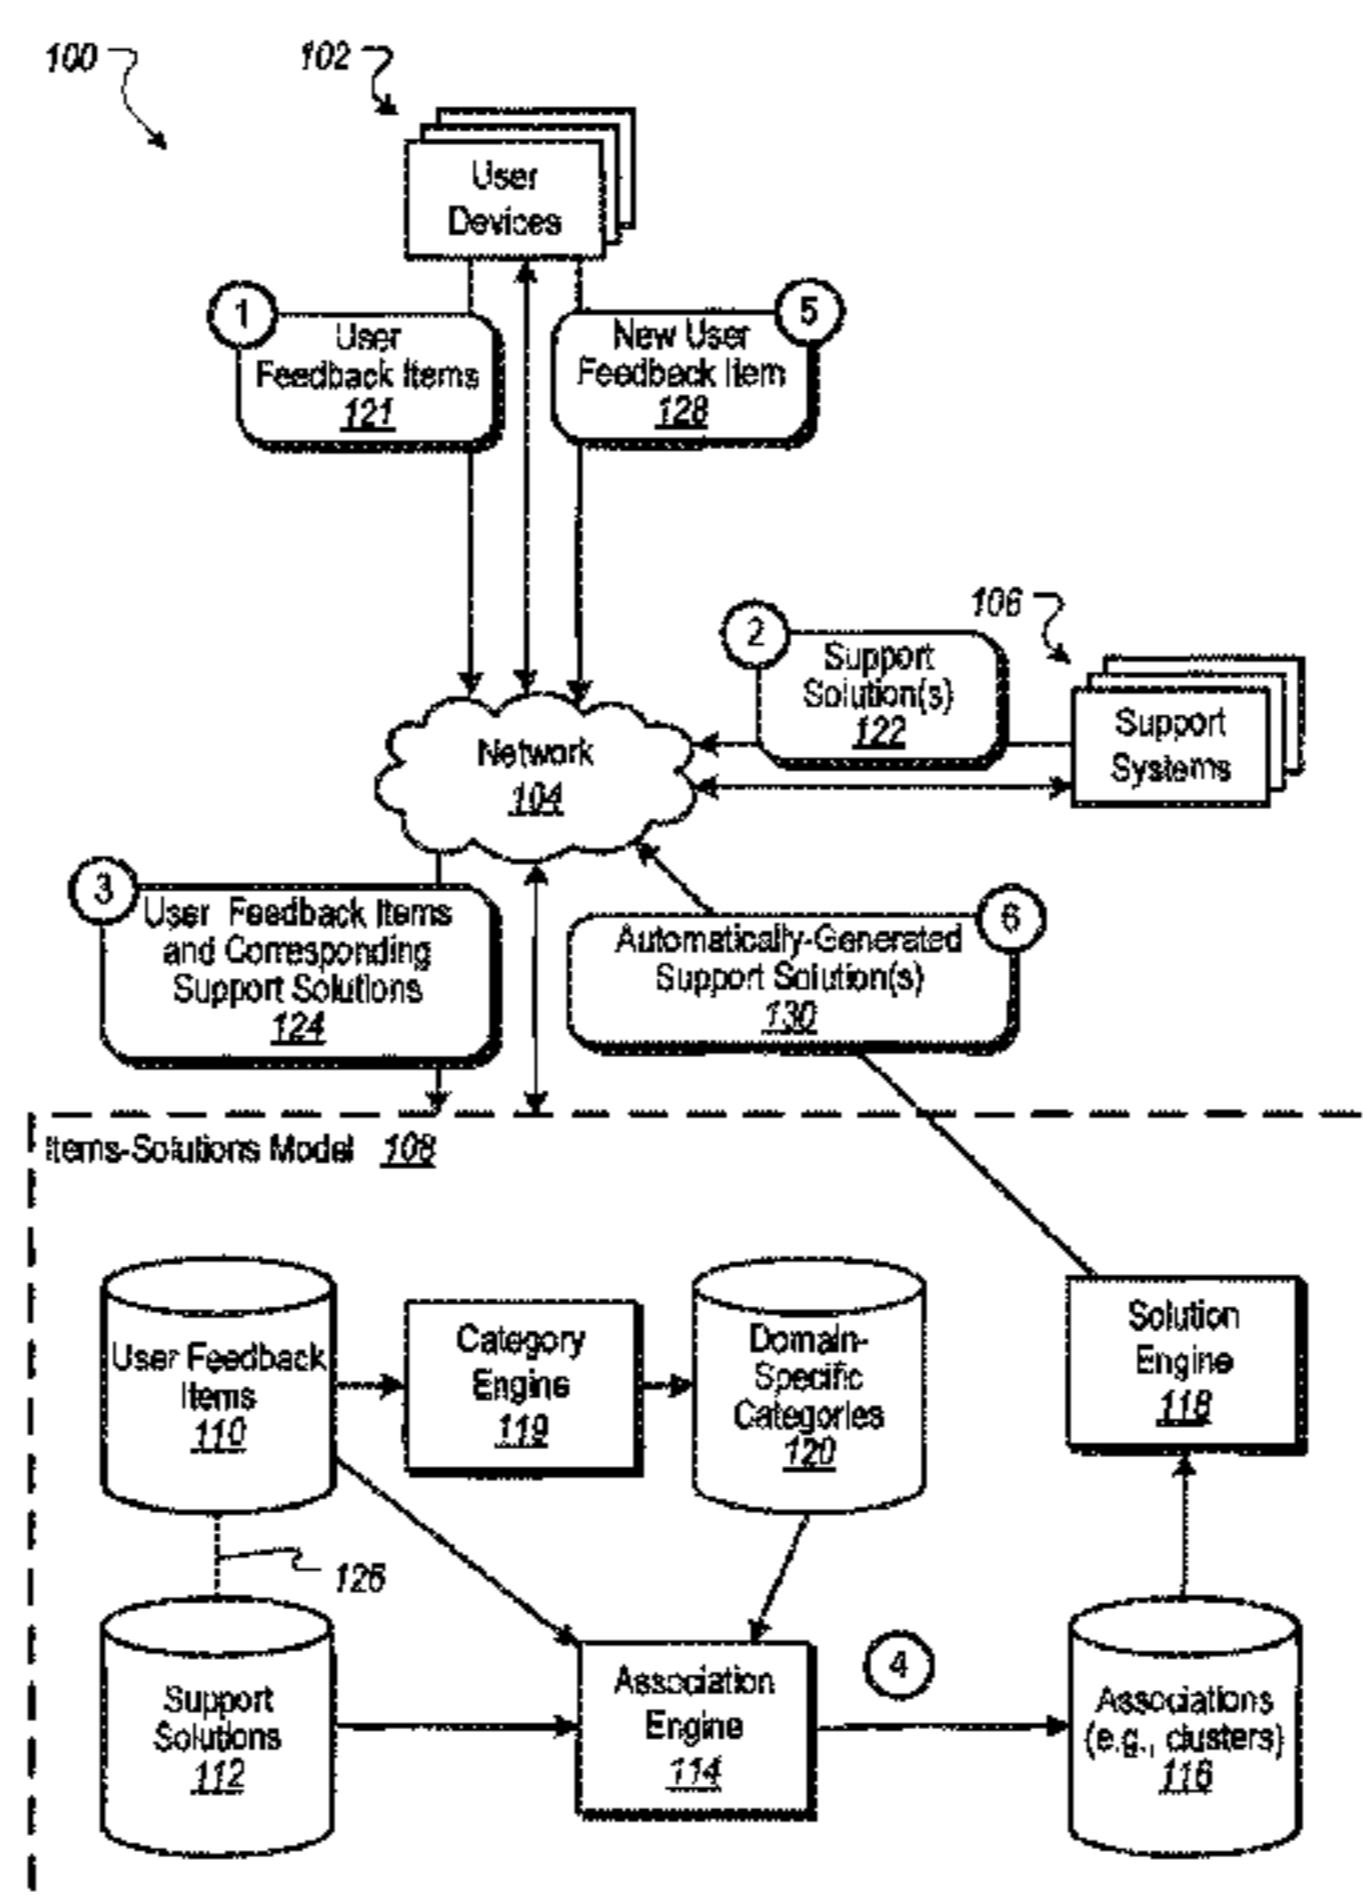 100
102
User
Devices
1
User
Feedback Items
121
5
New User
Feedback Item
128
106
2
Support
Solution(s)
122
Support
Systems
Network
104
3
User Feedback Items
and Corresponding
Support Solutions
124
6
Automatically-Generated
Support Solution(s)
130
Items-Solutions Model 108
User Feedback
Items
110
Category
Engine
119
Domain-
Specific
Categories
120
Solution
Engine
118
126
Support
Solutions
112
Association
Engine
114
4
Associations
(e.g., clusters)
116